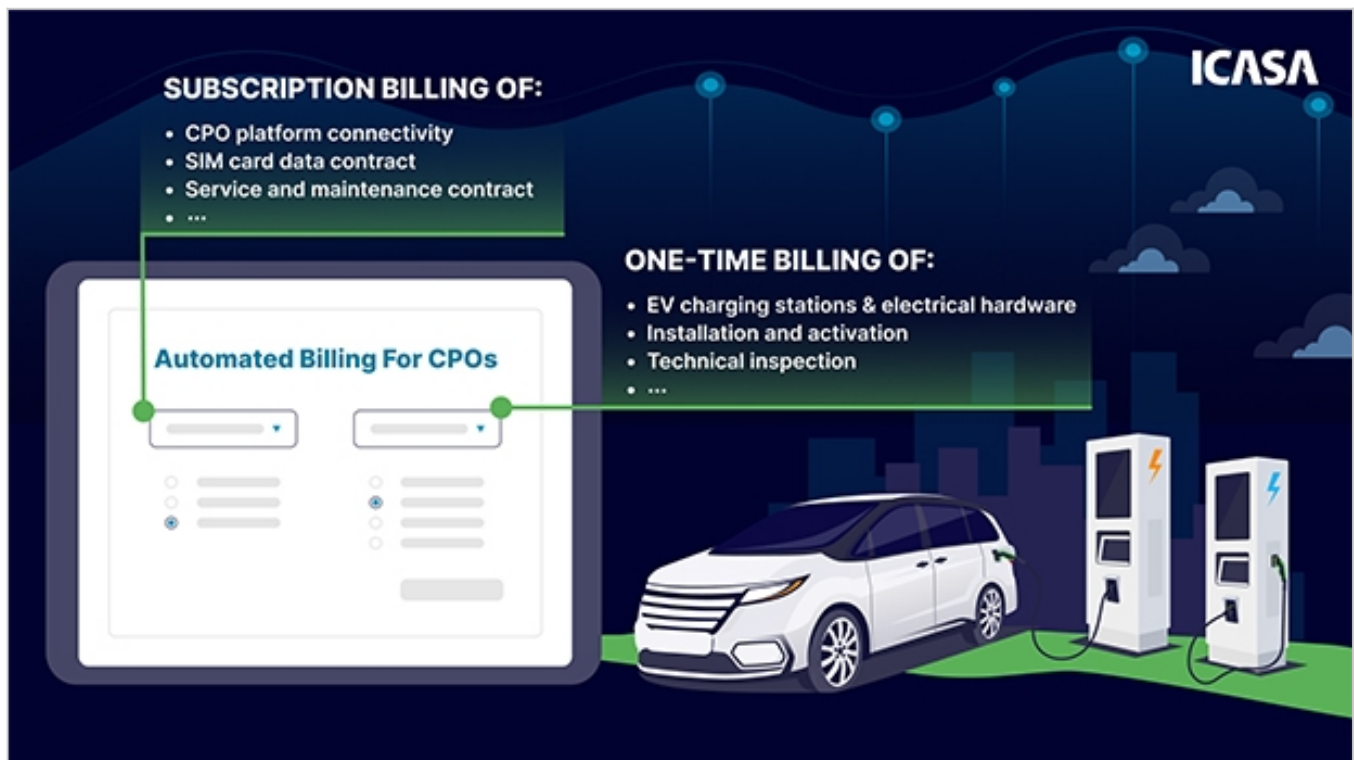 ICASA
SUBSCRIPTION BILLING OF:
• CPO platform connectivity
• SIM card data contract
• Service and maintenance contract
• ...
ONE-TIME BILLING OF:
• EV charging stations & electrical hardware
• Installation and activation
• Technical inspection
• ...
Automated Billing For CPOs